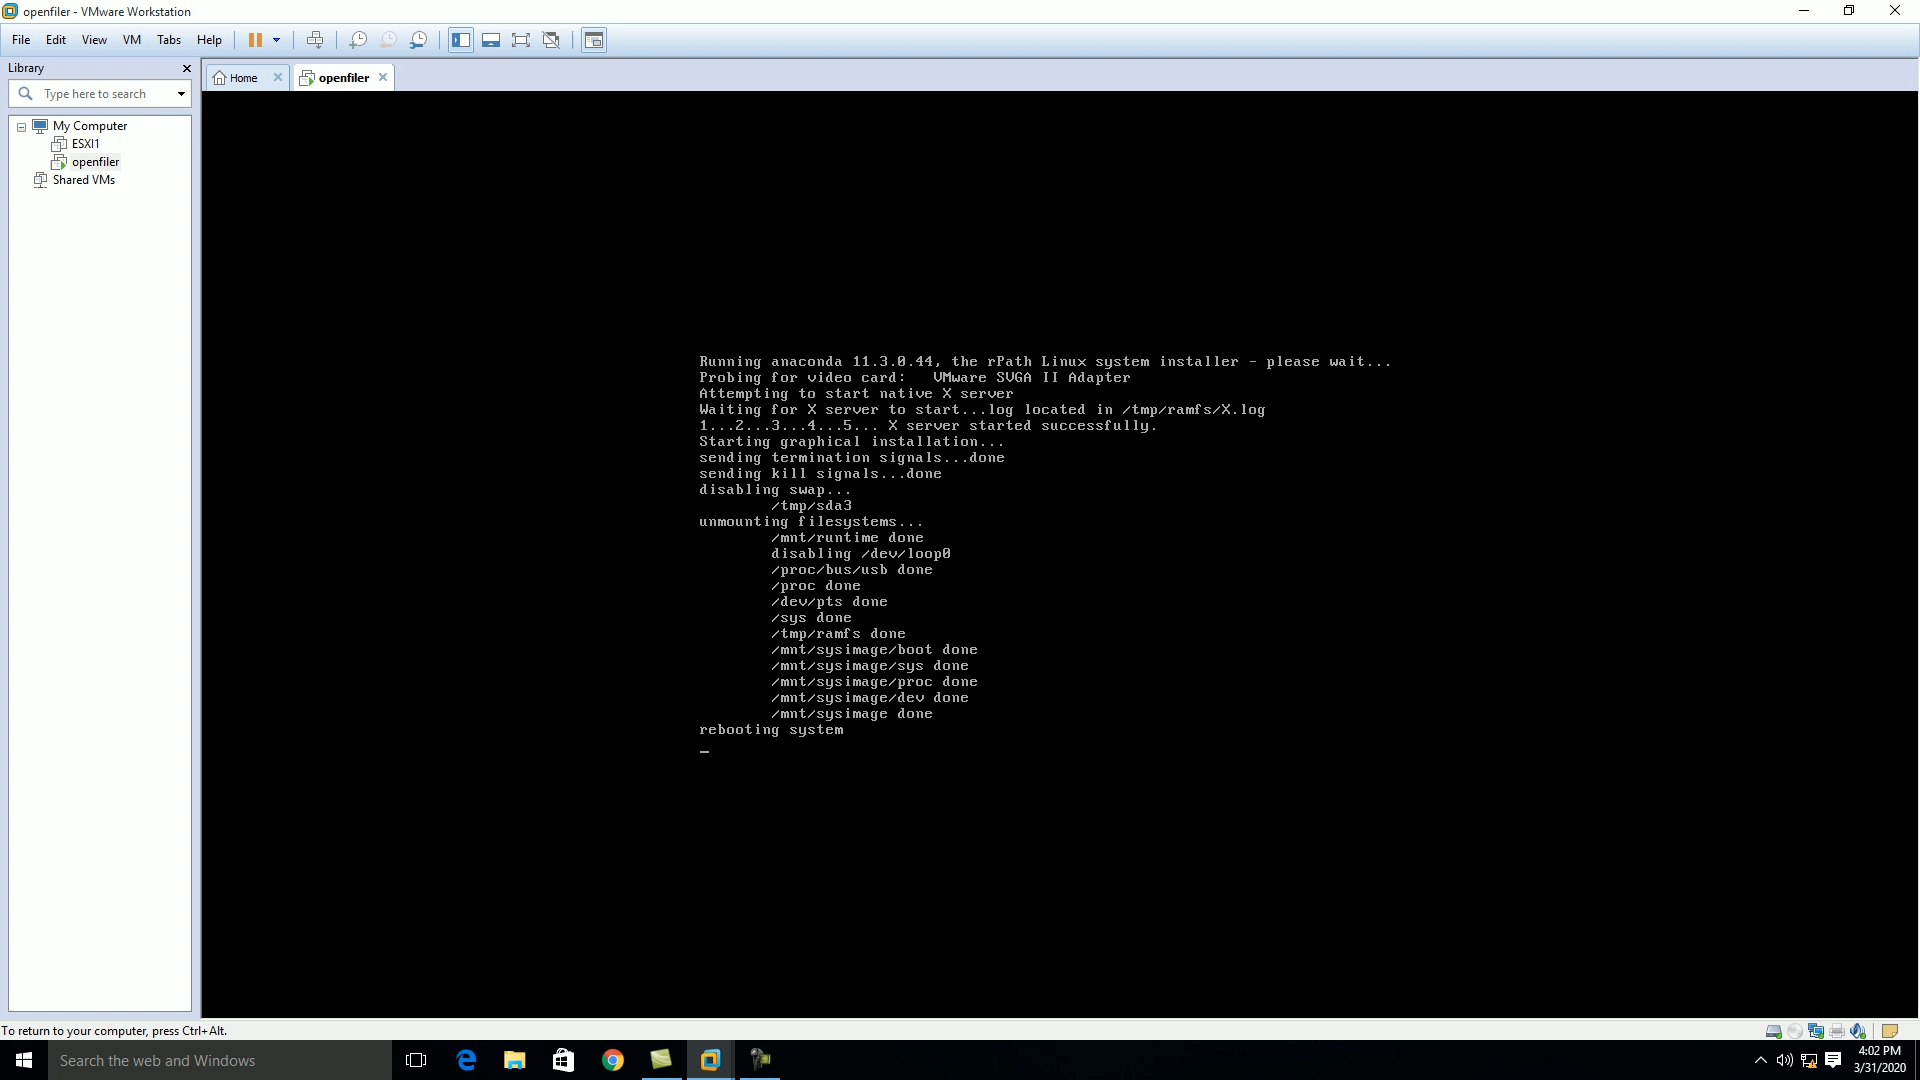 openfiler - VMware Workstation
File Edit View VM Tabs Help
Library
Home
openfiler
Type here to search
My Computer
ESXI1
openfiler
Shared VMs
Running anaconda 11.3.0.44, the rPath Linux system installer - please wait...
Probing for video card:   VMware SVGA II Adapter
Attempting to start native X server
Waiting for X server to start...log located in /tmp/ramfs/X.log
1...2...3...4...5... X server started successfully.
Starting graphical installation...
sending termination signals...done
sending kill signals...done
disabling swap...
/tmp/sda3
unmounting filesystems...
/mnt/runtime done
disabling /dev/loop0
/proc/bus/usb done
/proc done
/dev/pts done
/sys done
/tmp/ramfs done
/mnt/sysimage/boot done
/mnt/sysimage/sys done
/mnt/sysimage/proc done
/mnt/sysimage/dev done
/mnt/sysimage done
rebooting system
To return to your computer, press Ctrl+Alt.
Search the web and Windows
4:02 PM
3/31/2020